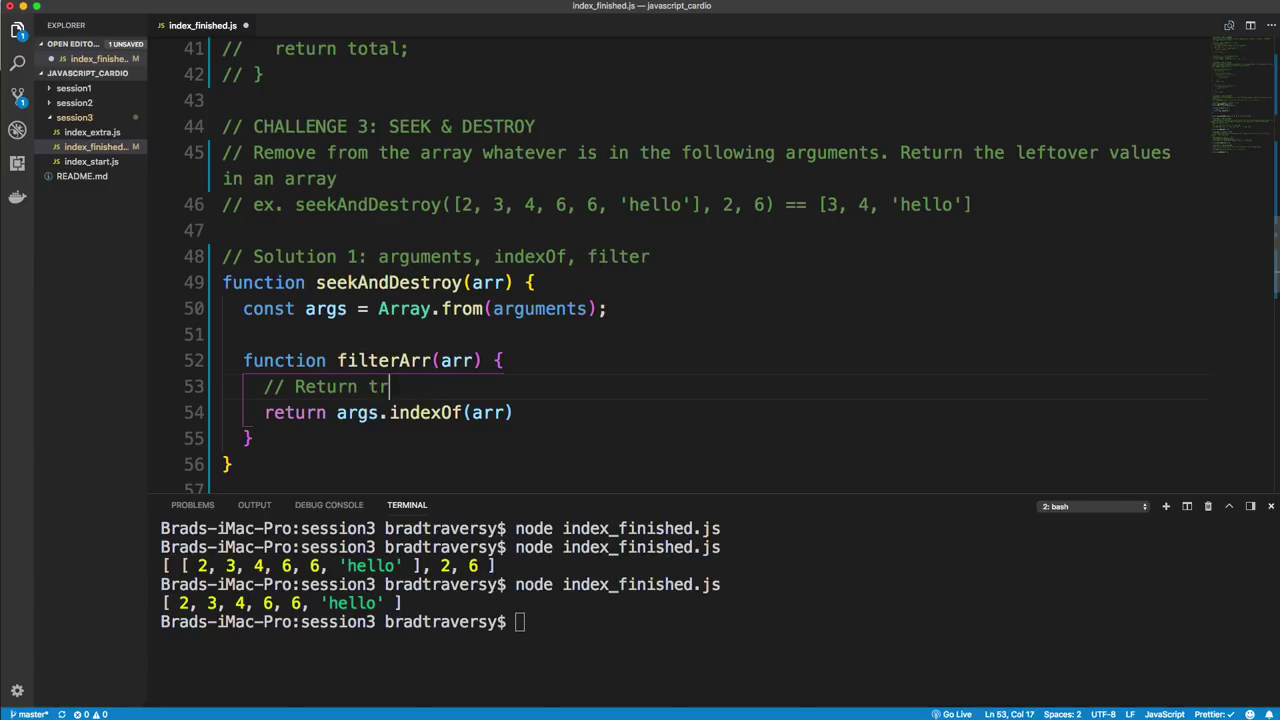 index_finished.js — javascript_cardio
EXPLORER
index_finished.js
OPEN EDITO... 1 UNSAVED
index_finishe... M
JAVASCRIPT_CARDIO
session1
session2
session3
index_extra.js
index_finished... M
index_start.js
README.md
41 //   return total;
42 // }
43
44 // CHALLENGE 3: SEEK & DESTROY
45 // Remove from the array whatever is in the following arguments. Return the leftover values
in an array
46 // ex. seekAndDestroy([2, 3, 4, 6, 6, 'hello'], 2, 6) == [3, 4, 'hello']
47
48 // Solution 1: arguments, indexOf, filter
49 function seekAndDestroy(arr) {
50   const args = Array.from(arguments);
51
52   function filterArr(arr) {
53     // Return tr
54     return args.indexOf(arr)
55   }
56 }
57
PROBLEMS OUTPUT DEBUG CONSOLE TERMINAL 2: bash
Brads-iMac-Pro:session3 bradtraversy$ node index_finished.js
Brads-iMac-Pro:session3 bradtraversy$ node index_finished.js
[ [ 2, 3, 4, 6, 6, 'hello' ], 2, 6 ]
Brads-iMac-Pro:session3 bradtraversy$ node index_finished.js
[ 2, 3, 4, 6, 6, 'hello' ]
Brads-iMac-Pro:session3 bradtraversy$
master* 0 0 Go Live Ln 53, Col 17 Spaces: 2 UTF-8 LF JavaScript Prettier: ✓